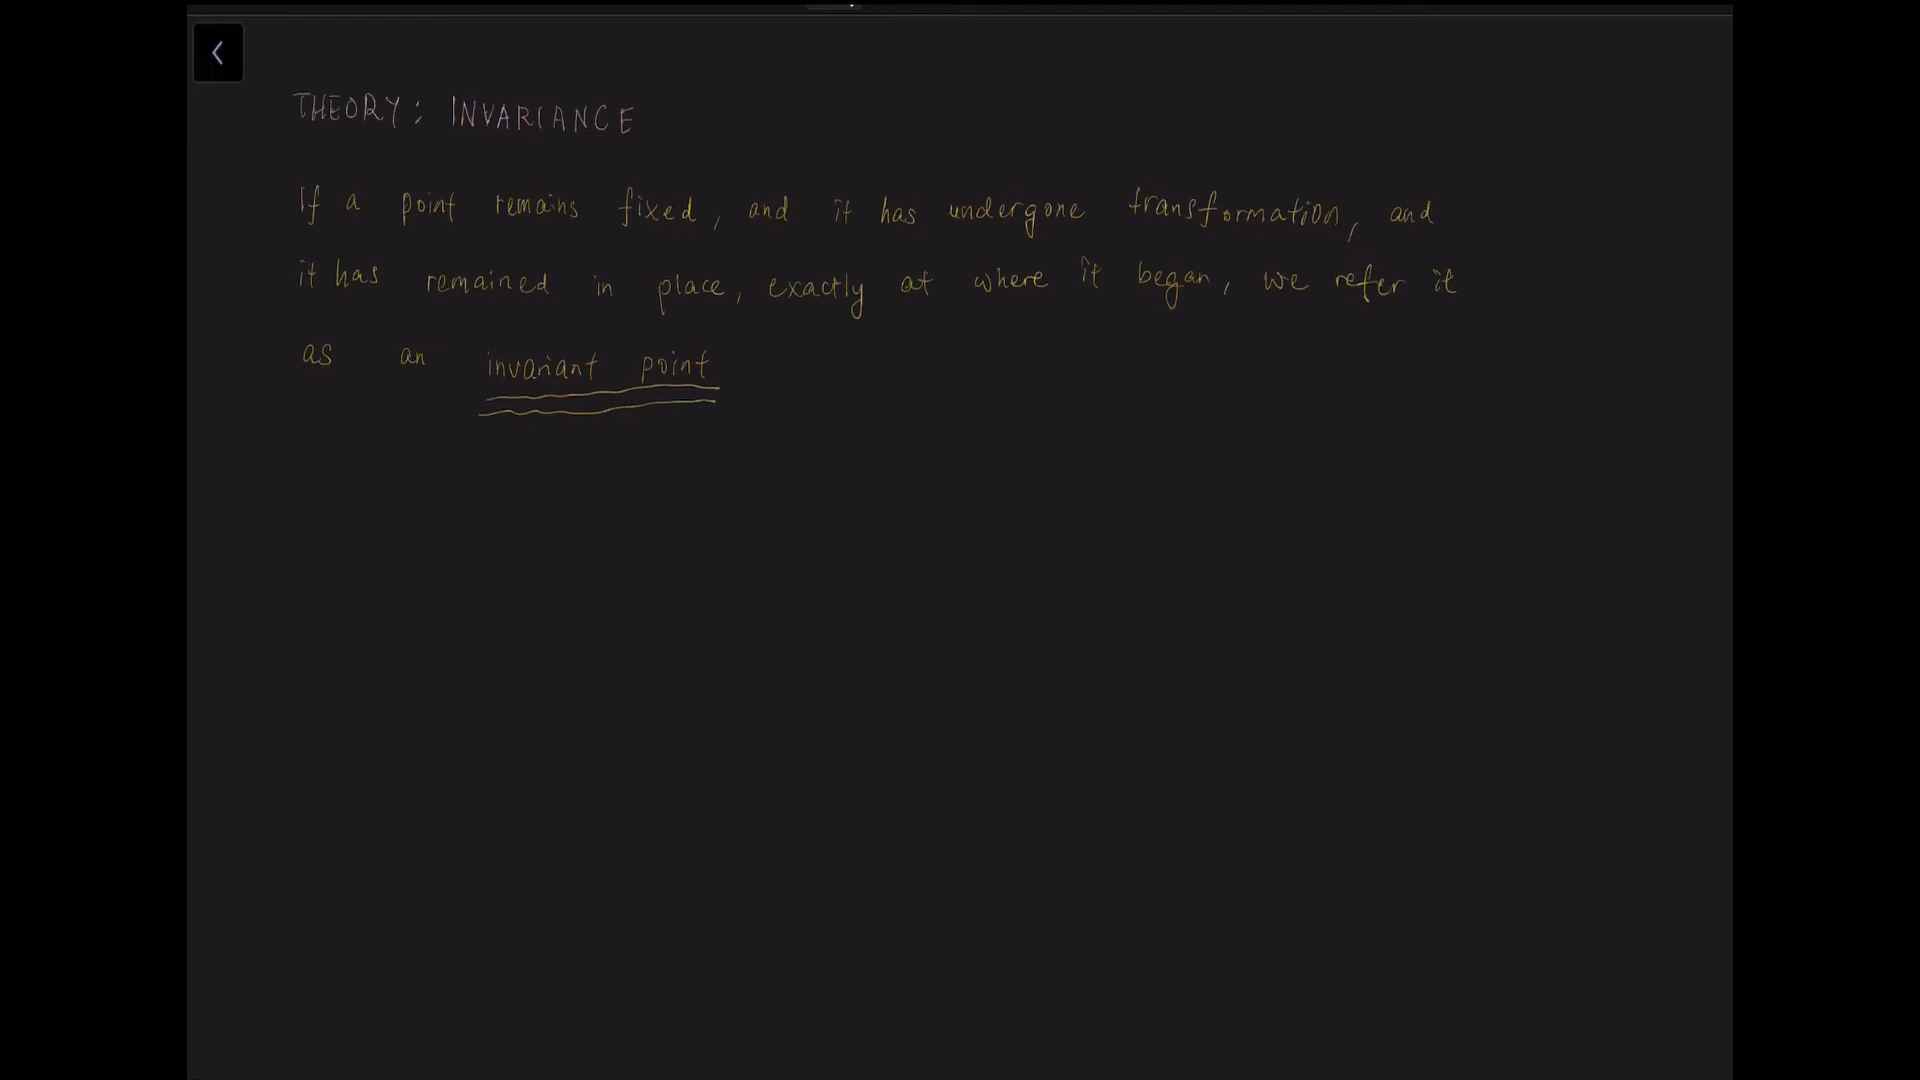 THEORY: INVARIANCE
If a point remains fixed, and it has undergone transformation, and
it has remained in place, exactly at where it began, we refer it
as an invariant point